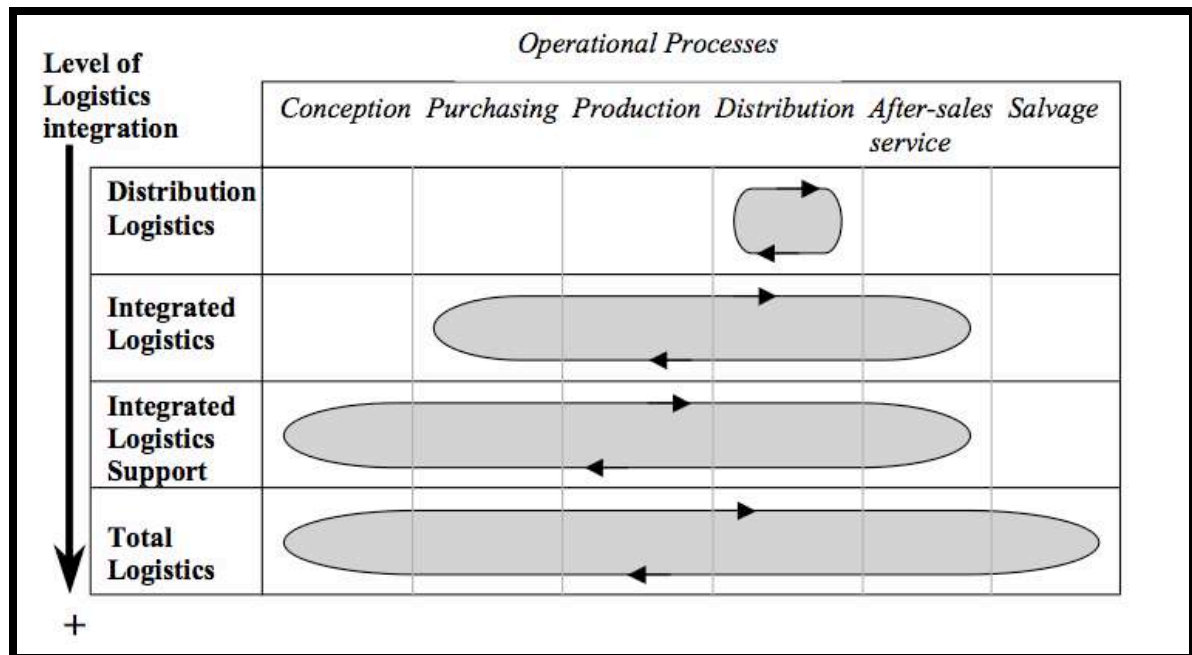 Operational Processes
Level of
Logistics
integration
Conception Purchasing Production Distribution After-sales Salvage
service
Distribution
Logistics
Integrated
Logistics
Integrated
Logistics
Support
Total
Logistics
+